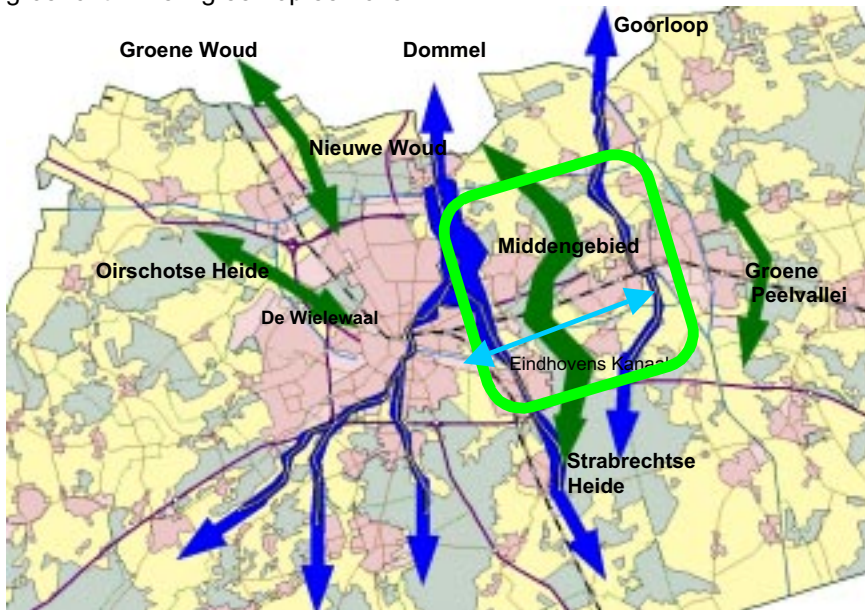 Groene Woud
Dommel
Goorloop
Nieuwe Woud
Middengebied
Oirschotse Heide
Groene
Peelvallei
De Wielewaal
Eindhovens Kanaal
Strabrechtse
Heide